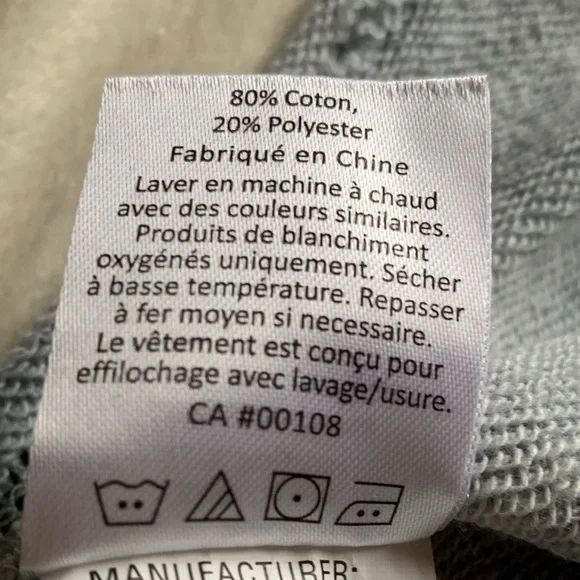 80% Coton,
20% Polyester
Fabriqué en Chine
Laver en machine à chaud
avec des couleurs similaires.
Produits de blanchiment
oxygénés uniquement. Sécher
à basse température. Repasser
à fer moyen si necessaire.
Le vêtement est conçu pour
effilochage avec lavage/usure.
CA #00108
MANUFACTURER: